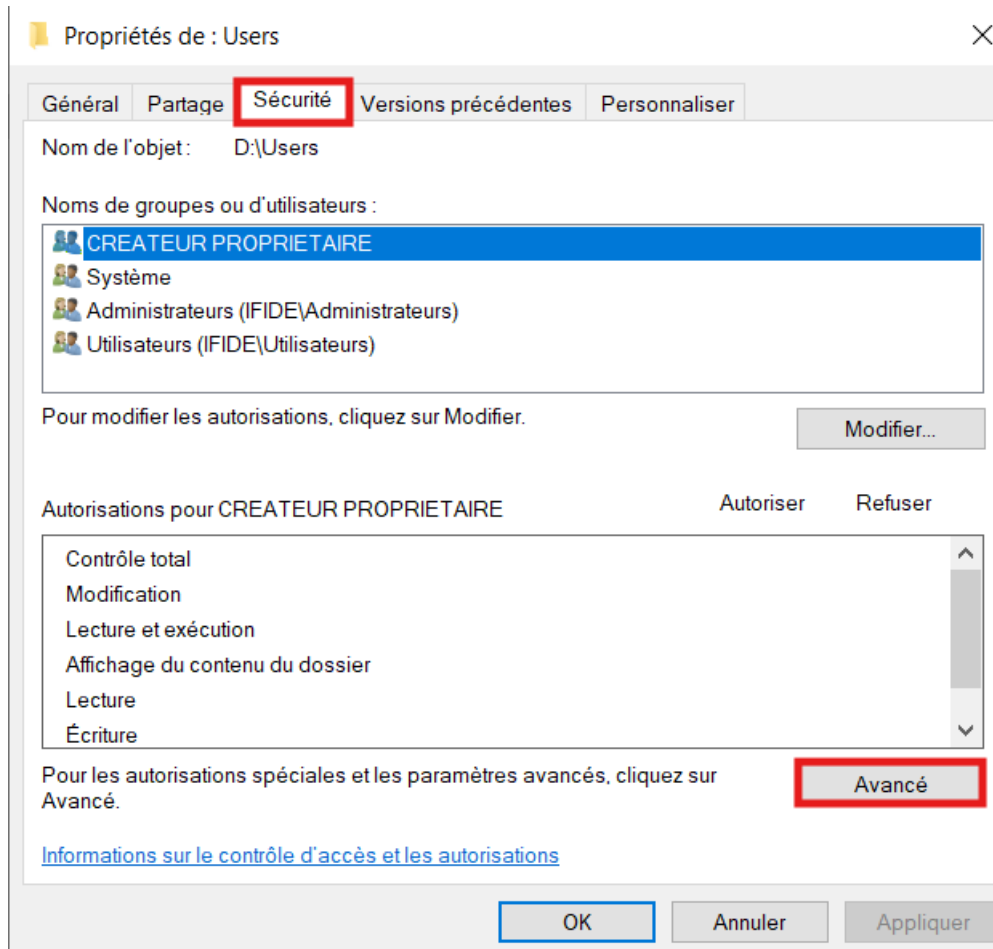 Propriétés de : Users
Général Partage Sécurité Versions précédentes Personnaliser
Nom de l'objet : D:\Users
Noms de groupes ou d'utilisateurs :
CREATEUR PROPRIETAIRE
Système
Administrateurs (IFIDE\Administrateurs)
Utilisateurs (IFIDE\Utilisateurs)
Pour modifier les autorisations, cliquez sur Modifier.
Modifier...
Autorisations pour CREATEUR PROPRIETAIRE Autoriser Refuser
Contrôle total
Modification
Lecture et exécution
Affichage du contenu du dossier
Lecture
Écriture
Pour les autorisations spéciales et les paramètres avancés, cliquez sur
Avancé.
Avancé
Informations sur le contrôle d'accès et les autorisations
OK Annuler Appliquer